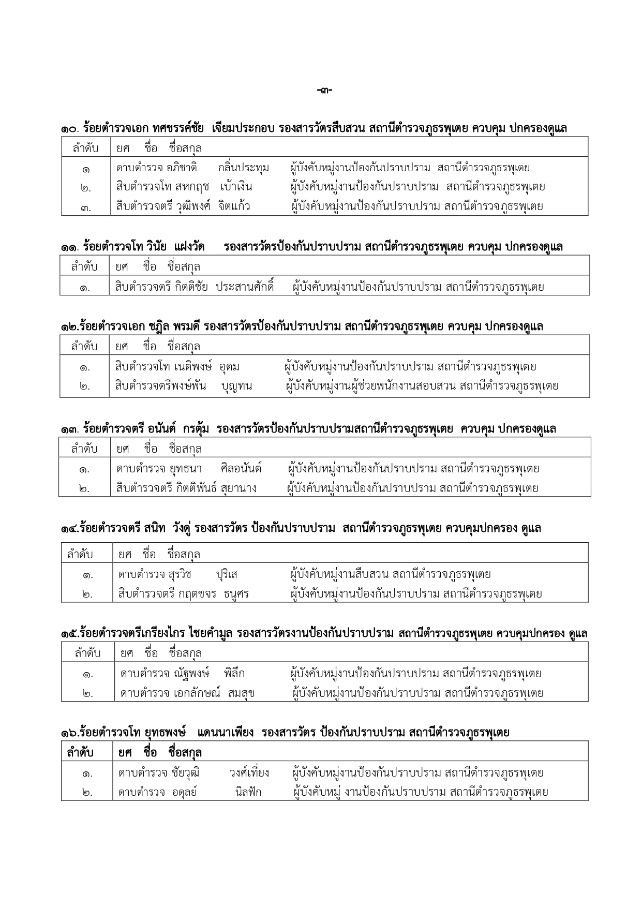 -๓-
๑๐. ร้อยตำรวจเอก ทศขรรค์ชัย เจียมประกอบ รองสารวัตรสืบสวน สถานีตำรวจภูธรพุเตย ควบคุม ปกครองดูแล
ลำดับ ยศ ชื่อ ชื่อสกุล
๑ ดาบตำรวจ อภิชาติ กลิ่นประทุม ผู้บังคับหมู่งานป้องกันปราบปราม สถานีตำรวจภูธรพุเตย
๒. สิบตำรวจโท สหกฤช เบ้าเงิน ผู้บังคับหมู่งานป้องกันปราบปราม สถานีตำรวจภูธรพุเตย
๓. สิบตำรวจตรี วุฒิพงศ์ จิตแก้ว ผู้บังคับหมู่งานป้องกันปราบปราม สถานีตำรวจภูธรพุเตย
๑๑. ร้อยตำรวจโท วินัย แฝงวัด รองสารวัตรป้องกันปราบปราม สถานีตำรวจภูธรพุเตย ควบคุม ปกครองดูแล
ลำดับ ยศ ชื่อ ชื่อสกุล
๑. สิบตำรวจตรี กิตติชัย ประสานศักดิ์ ผู้บังคับหมู่งานป้องกันปราบปราม สถานีตำรวจภูธรพุเตย
๑๒.ร้อยตำรวจเอก ชฎิล พรมดี รองสารวัตรป้องกันปราบปราม สถานีตำรวจภูธรพุเตย ควบคุม ปกครองดูแล
ลำดับ ยศ ชื่อ ชื่อสกุล
๑. สิบตำรวจโท เนติพงษ์ อุตม ผู้บังคับหมู่งานป้องกันปราบปราม สถานีตำรวจภูธรพุเตย
๒. สิบตำรวจตรีพงษ์พัน บุญทน ผู้บังคับหมู่งานผู้ช่วยพนักงานสอบสวน สถานีตำรวจภูธรพุเตย
๑๓. ร้อยตำรวจตรี อนันต์ กรตุ้ม รองสารวัตรป้องกันปราบปรามสถานีตำรวจภูธรพุเตย ควบคุม ปกครองดูแล
ลำดับ ยศ ชื่อ ชื่อสกุล
๑. ดาบตำรวจ ยุทธนา ศิลอนันต์ ผู้บังคับหมู่งานป้องกันปราบปราม สถานีตำรวจภูธรพุเตย
๒. สิบตำรวจตรี กิตติพันธ์ สุยานาง ผู้บังคับหมู่งานป้องกันปราบปราม สถานีตำรวจภูธรพุเตย
๑๔.ร้อยตำรวจตรี สนิท วังคู่ รองสารวัตร ป้องกันปราบปราม สถานีตำรวจภูธรพุเตย ควบคุมปกครอง ดูแล
ลำดับ ยศ ชื่อ ชื่อสกุล
๑. ดาบตำรวจ สุรวิช ปุริเส ผู้บังคับหมู่งานสืบสวน สถานีตำรวจภูธรพุเตย
๒. สิบตำรวจตรี กฤตขจร ธนูศร ผู้บังคับหมู่งานป้องกันปราบปราม สถานีตำรวจภูธรพุเตย
๑๕.ร้อยตำรวจตรีเกรียงไกร ไชยคำมูล รองสารวัตรงานป้องกันปราบปราม สถานีตำรวจภูธรพุเตย ควบคุมปกครอง ดูแล
ลำดับ ยศ ชื่อ ชื่อสกุล
๑. ดาบตำรวจ ณัฐพงษ์ พิลึก ผู้บังคับหมู่งานป้องกันปราบปราม สถานีตำรวจภูธรพุเตย
๒. ดาบตำรวจ เอกลักษณ์ สมสุข ผู้บังคับหมู่งานป้องกันปราบปราม สถานีตำรวจภูธรพุเตย
๑๖.ร้อยตำรวจโท ยุทธพงษ์ แดนนาเพียง รองสารวัตร ป้องกันปราบปราม สถานีตำรวจภูธรพุเตย
ลำดับ ยศ ชื่อ ชื่อสกุล
๑. ดาบตำรวจ ชัยวุฒิ วงศ์เที่ยง ผู้บังคับหมู่งานป้องกันปราบปราม สถานีตำรวจภูธรพุเตย
๒. ดาบตำรวจ อดุลย์ นิลฟัก ผู้บังคับหมู่ งานป้องกันปราบปราม สถานีตำรวจภูธรพุเตย